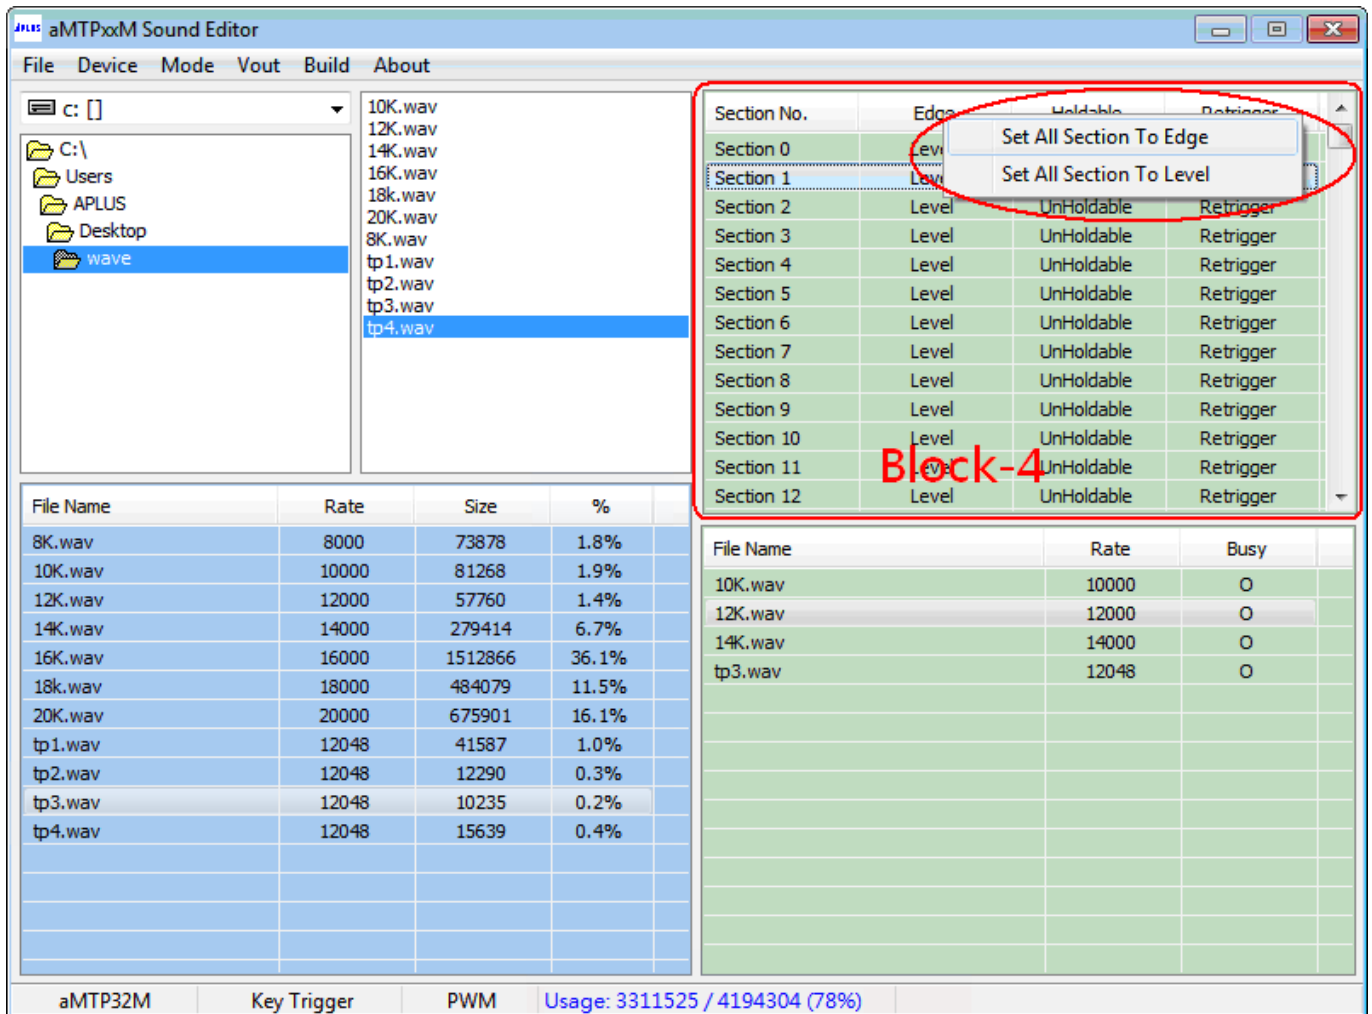 APLUS aMTPxxM Sound Editor
File Device Mode Vout Build About
c: []
C:\
Users
APLUS
Desktop
wave
10K.wav
12K.wav
14K.wav
16K.wav
18k.wav
20K.wav
8K.wav
tp1.wav
tp2.wav
tp3.wav
tp4.wav
Section No. Edge Holdable Retrigger
Set All Section To Edge
Set All Section To Level
Section 0 Level
Section 1 Level
Section 2 Level UnHoldable Retrigger
Section 3 Level UnHoldable Retrigger
Section 4 Level UnHoldable Retrigger
Section 5 Level UnHoldable Retrigger
Section 6 Level UnHoldable Retrigger
Section 7 Level UnHoldable Retrigger
Section 8 Level UnHoldable Retrigger
Section 9 Level UnHoldable Retrigger
Section 10 Level UnHoldable Retrigger
Section 11 Level UnHoldable Retrigger
Section 12 Level UnHoldable Retrigger
Block-4
File Name Rate Size %
8K.wav 8000 73878 1.8%
10K.wav 10000 81268 1.9%
12K.wav 12000 57760 1.4%
14K.wav 14000 279414 6.7%
16K.wav 16000 1512866 36.1%
18k.wav 18000 484079 11.5%
20K.wav 20000 675901 16.1%
tp1.wav 12048 41587 1.0%
tp2.wav 12048 12290 0.3%
tp3.wav 12048 10235 0.2%
tp4.wav 12048 15639 0.4%
File Name Rate Busy
10K.wav 10000 O
12K.wav 12000 O
14K.wav 14000 O
tp3.wav 12048 O
aMTP32M Key Trigger PWM Usage: 3311525 / 4194304 (78%)